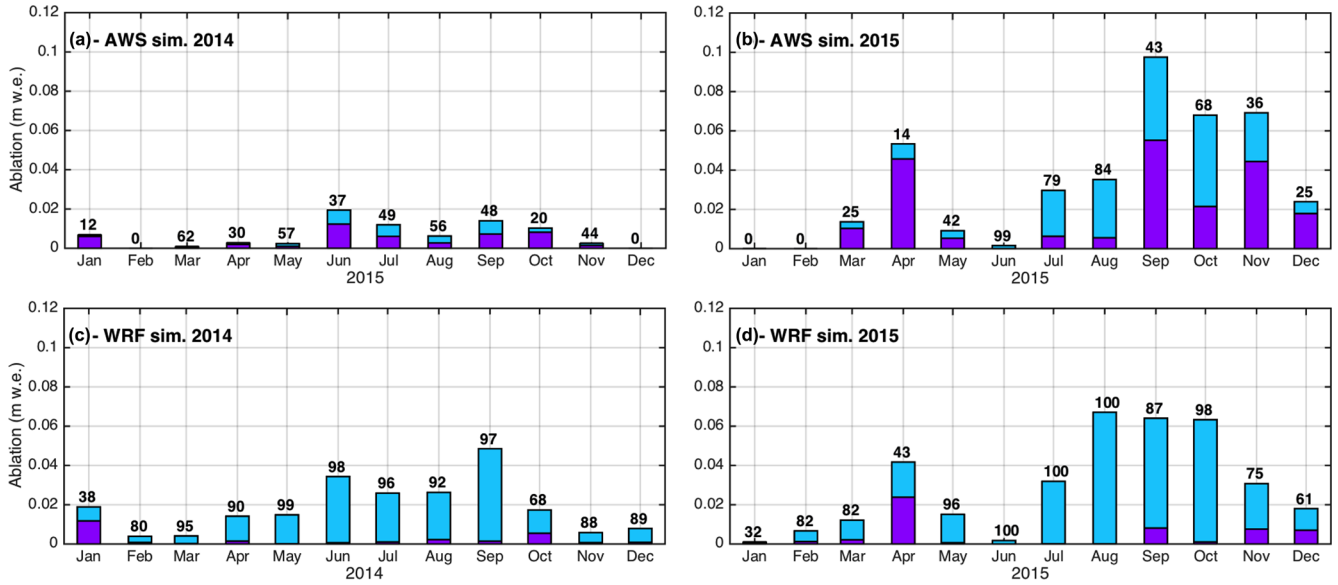 (a)- AWS sim. 2014
Ablation (m w.e.)
0.12
0.1
0.08
0.06
0.04
0.02
0
12 0 62 30 57 37 49 56 48 20 44 0
Jan Feb Mar Apr May Jun Jul Aug Sep Oct Nov Dec
2015
(b)- AWS sim. 2015
0.12
0.1
0.08
0.06
0.04
0.02
0
0 0 25 14 42 99 79 84 43 68 36 25
Jan Feb Mar Apr May Jun Jul Aug Sep Oct Nov Dec
2015
(c)- WRF sim. 2014
Ablation (m w.e.)
0.12
0.1
0.08
0.06
0.04
0.02
0
38 80 95 90 99 98 96 92 97 68 88 89
Jan Feb Mar Apr May Jun Jul Aug Sep Oct Nov Dec
2014
(d)- WRF sim. 2015
0.12
0.1
0.08
0.06
0.04
0.02
0
32 82 82 43 96 100 100 100 87 98 75 61
Jan Feb Mar Apr May Jun Jul Aug Sep Oct Nov Dec
2015